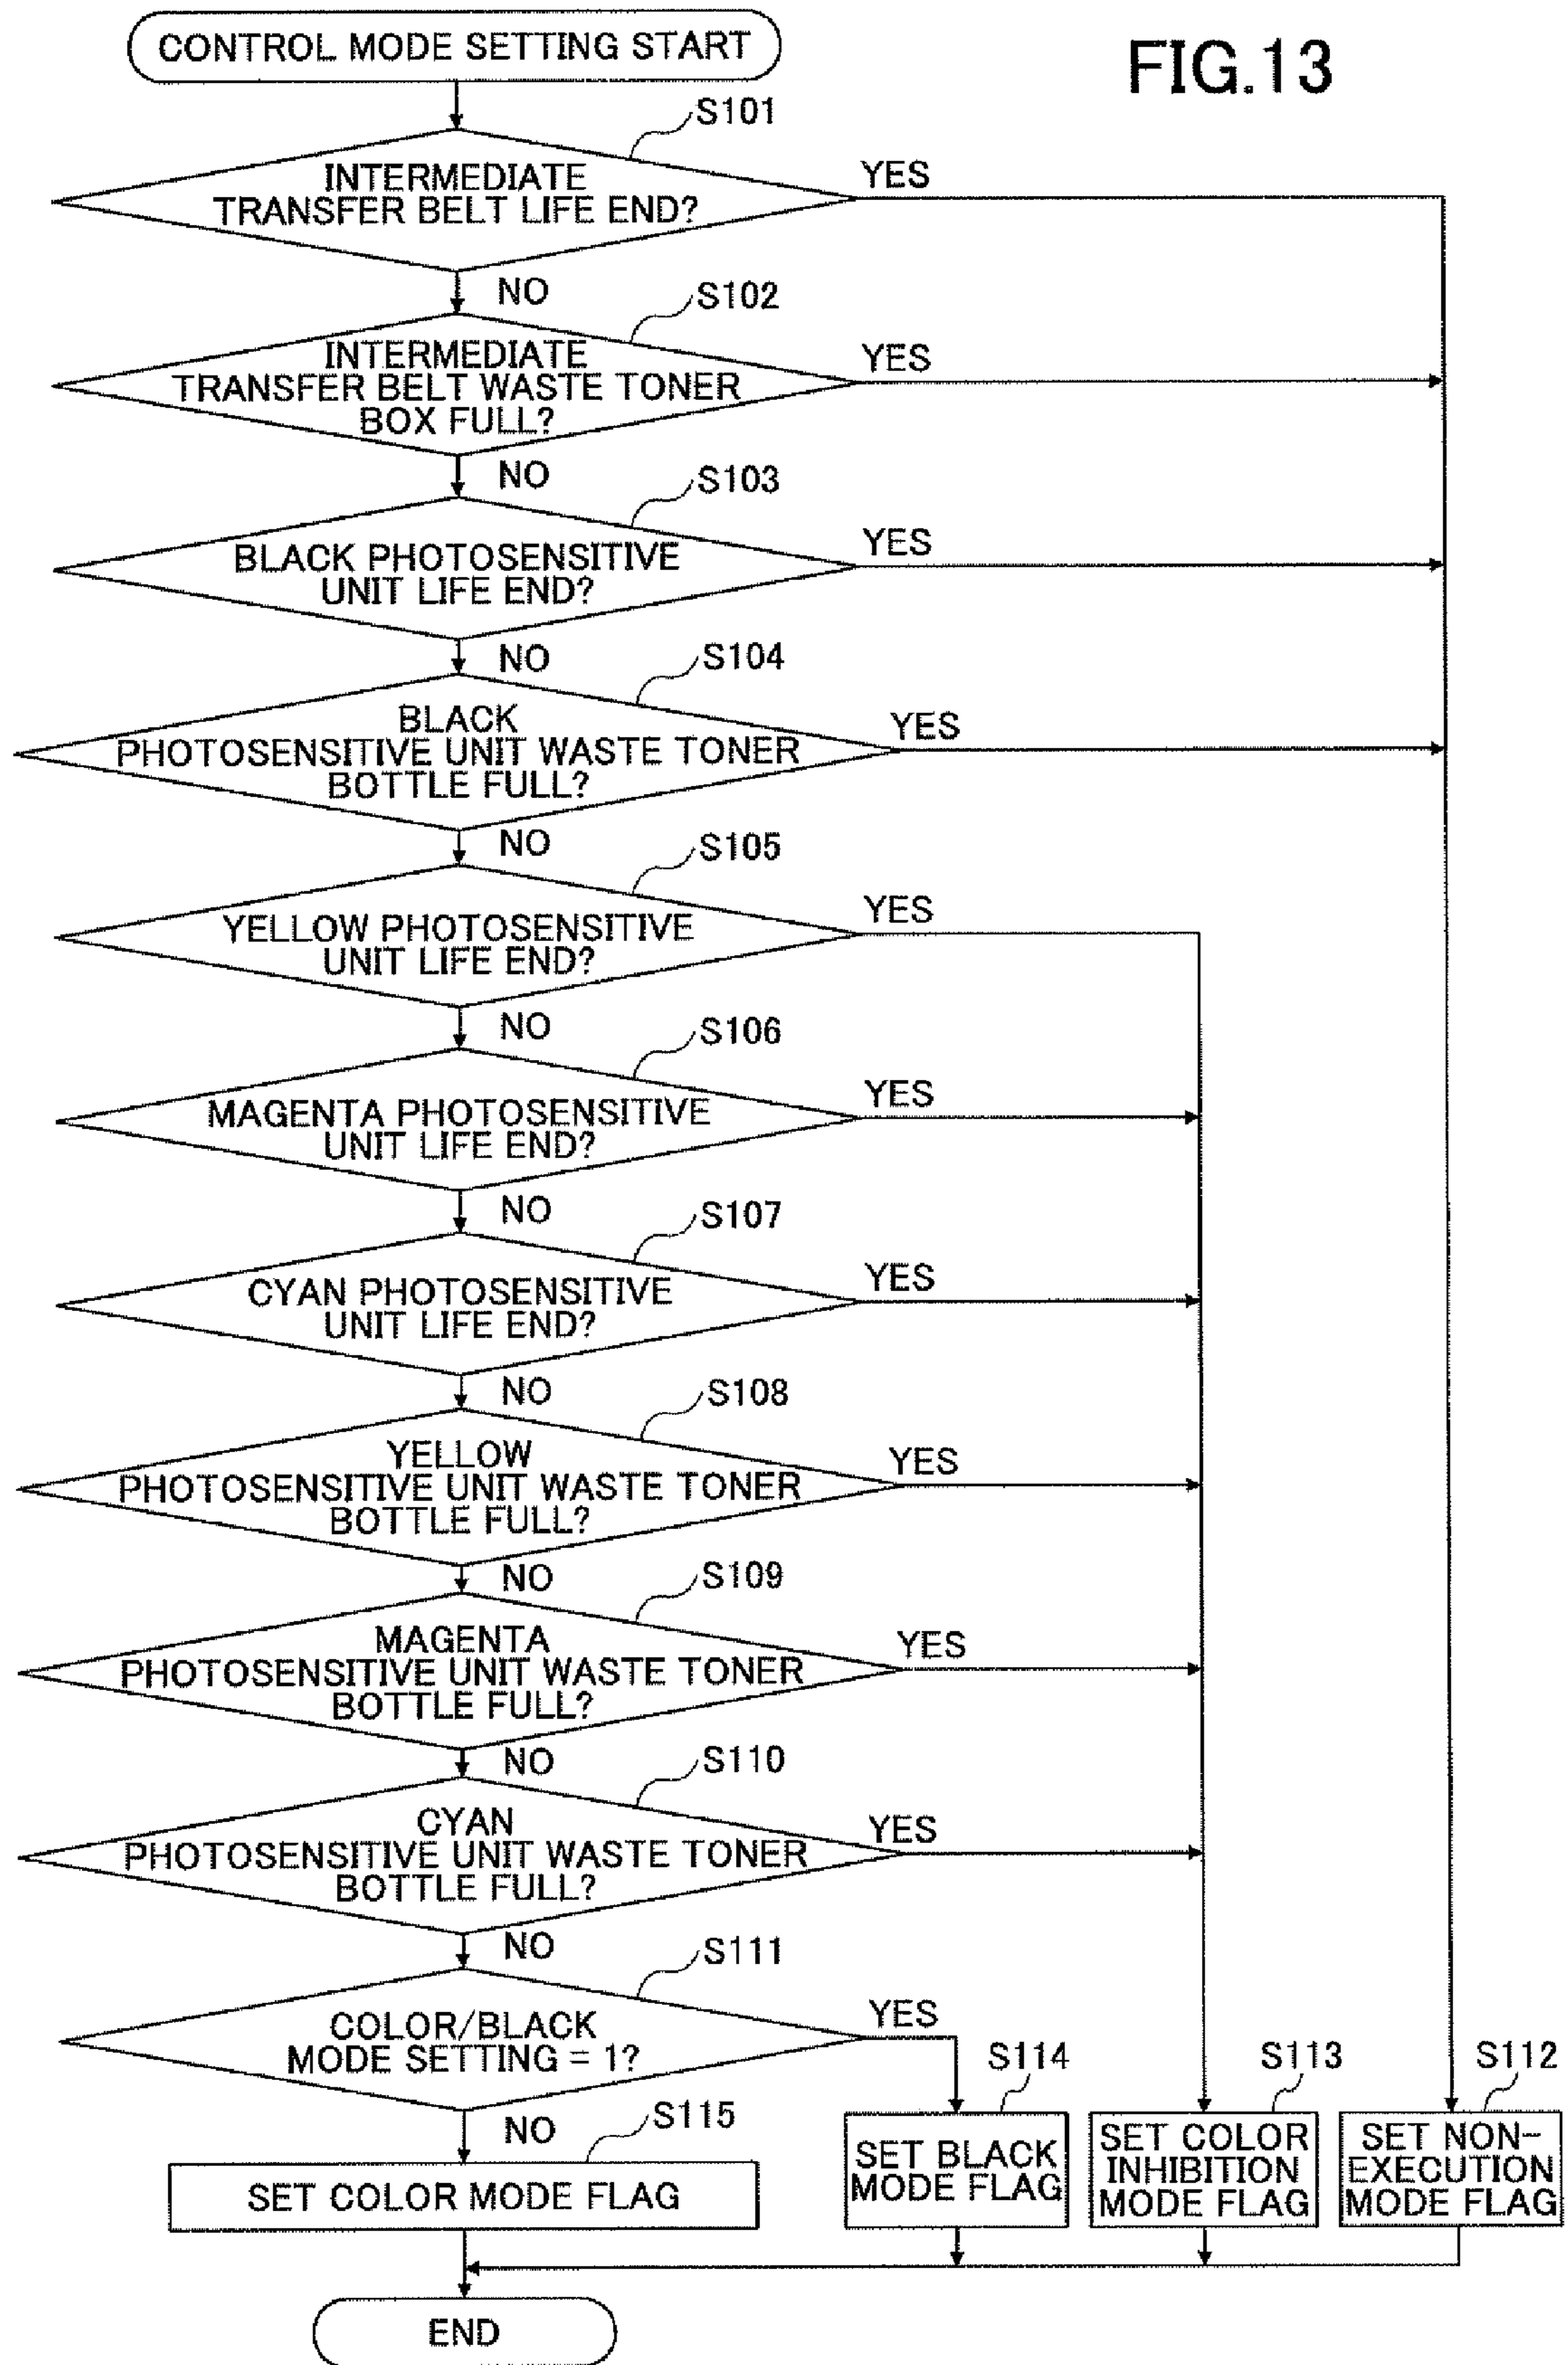 CONTROL MODE SETTING START
FIG.13
S101
INTERMEDIATE
TRANSFER BELT LIFE END?
YES
NO
S102
INTERMEDIATE
TRANSFER BELT WASTE TONER
BOX FULL?
YES
NO
S103
BLACK PHOTOSENSITIVE
UNIT LIFE END?
YES
NO
S104
BLACK
PHOTOSENSITIVE UNIT WASTE TONER
BOTTLE FULL?
YES
NO
S105
YELLOW PHOTOSENSITIVE
UNIT LIFE END?
YES
NO
S106
MAGENTA PHOTOSENSITIVE
UNIT LIFE END?
YES
NO
S107
CYAN PHOTOSENSITIVE
UNIT LIFE END?
YES
NO
S108
YELLOW
PHOTOSENSITIVE UNIT WASTE TONER
BOTTLE FULL?
YES
NO
S109
MAGENTA
PHOTOSENSITIVE UNIT WASTE TONER
BOTTLE FULL?
YES
NO
S110
CYAN
PHOTOSENSITIVE UNIT WASTE TONER
BOTTLE FULL?
YES
NO
S111
COLOR/BLACK
MODE SETTING = 1?
YES
NO
S115
SET COLOR MODE FLAG
S114
SET BLACK
MODE FLAG
S113
SET COLOR
INHIBITION
MODE FLAG
S112
SET NON-
EXECUTION
MODE FLAG
END